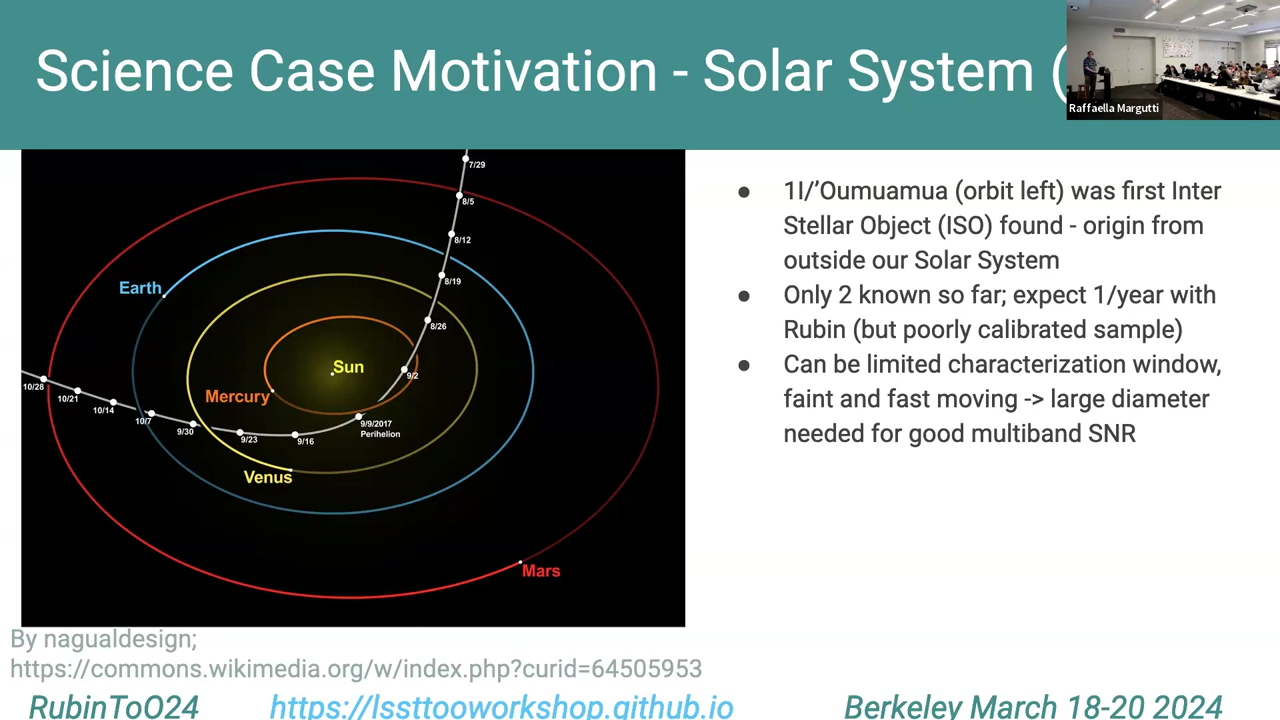 Science Case Motivation - Solar System (
Raffaella Margutti
7/29
8/5
8/12
8/19
8/26
9/2
9/9/2017
Perihelion
9/16
9/23
9/30
10/7
10/14
10/21
10/28
Earth
Sun
Mercury
Venus
Mars
● 1I/’Oumuamua (orbit left) was first Inter
Stellar Object (ISO) found - origin from
outside our Solar System
● Only 2 known so far; expect 1/year with
Rubin (but poorly calibrated sample)
● Can be limited characterization window,
faint and fast moving -> large diameter
needed for good multiband SNR
By nagualdesign;
https://commons.wikimedia.org/w/index.php?curid=64505953
RubinToO24 https://lssttooworkshop.github.io Berkeley March 18-20 2024